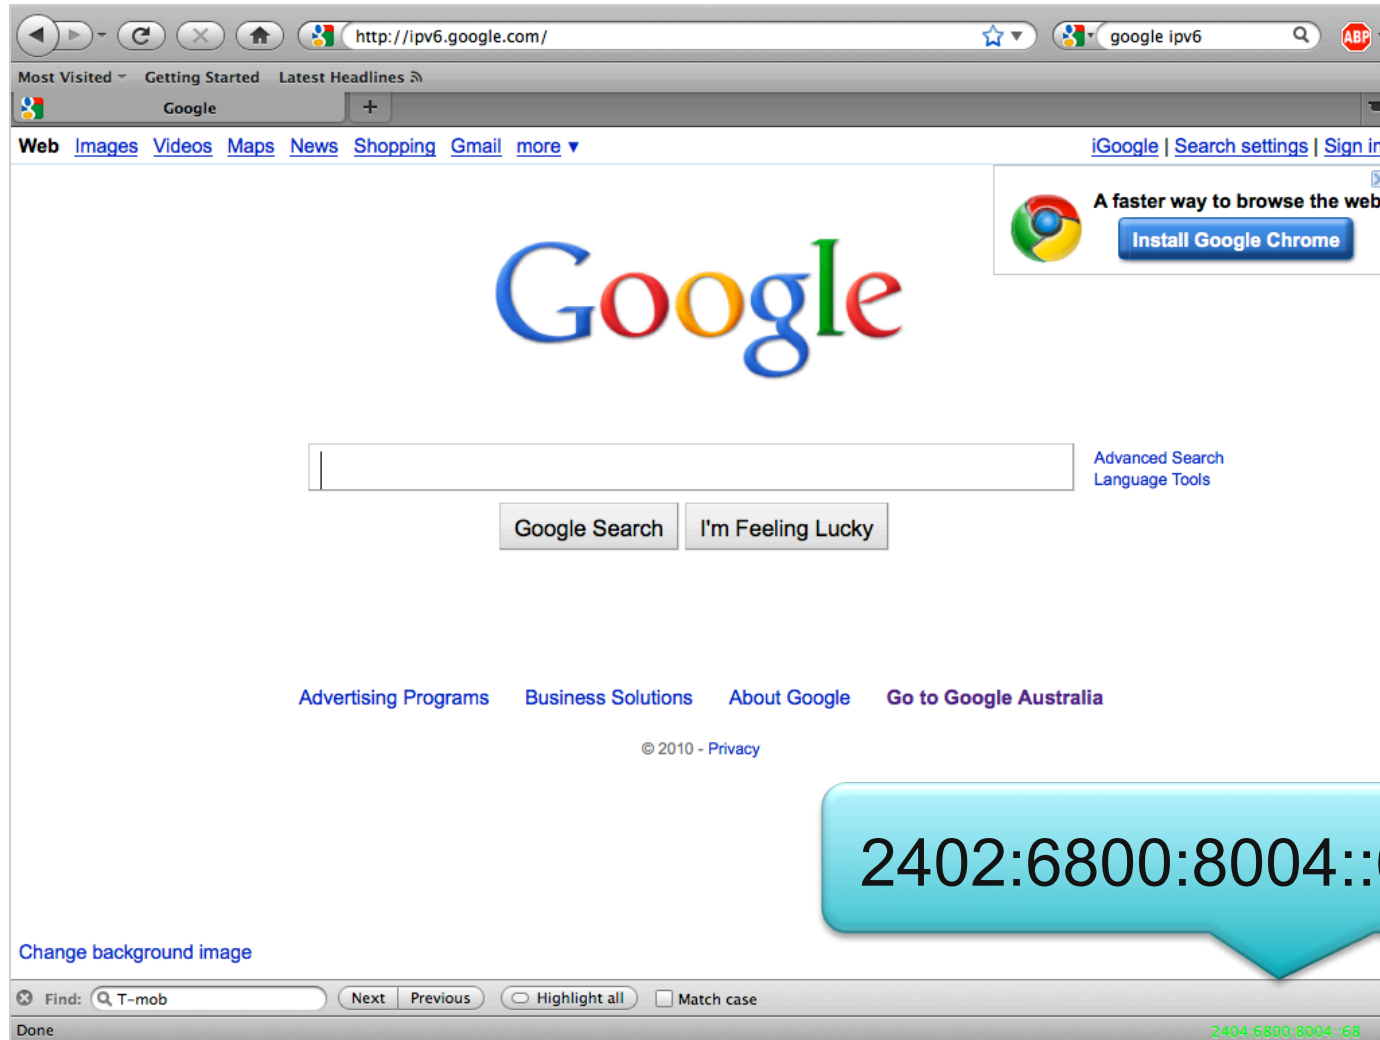 http://ipv6.google.com/
google ipv6
ABP
Most Visited Getting Started Latest Headlines
Google
+
Web Images Videos Maps News Shopping Gmail more ▼
iGoogle | Search settings | Sign in
A faster way to browse the web
Install Google Chrome
Google
Advanced Search
Language Tools
Google Search I'm Feeling Lucky
Advertising Programs Business Solutions About Google Go to Google Australia
© 2010 - Privacy
2402:6800:8004::
Change background image
Find: T-mob Next Previous Highlight all Match case
Done
2404:6800:8004::68